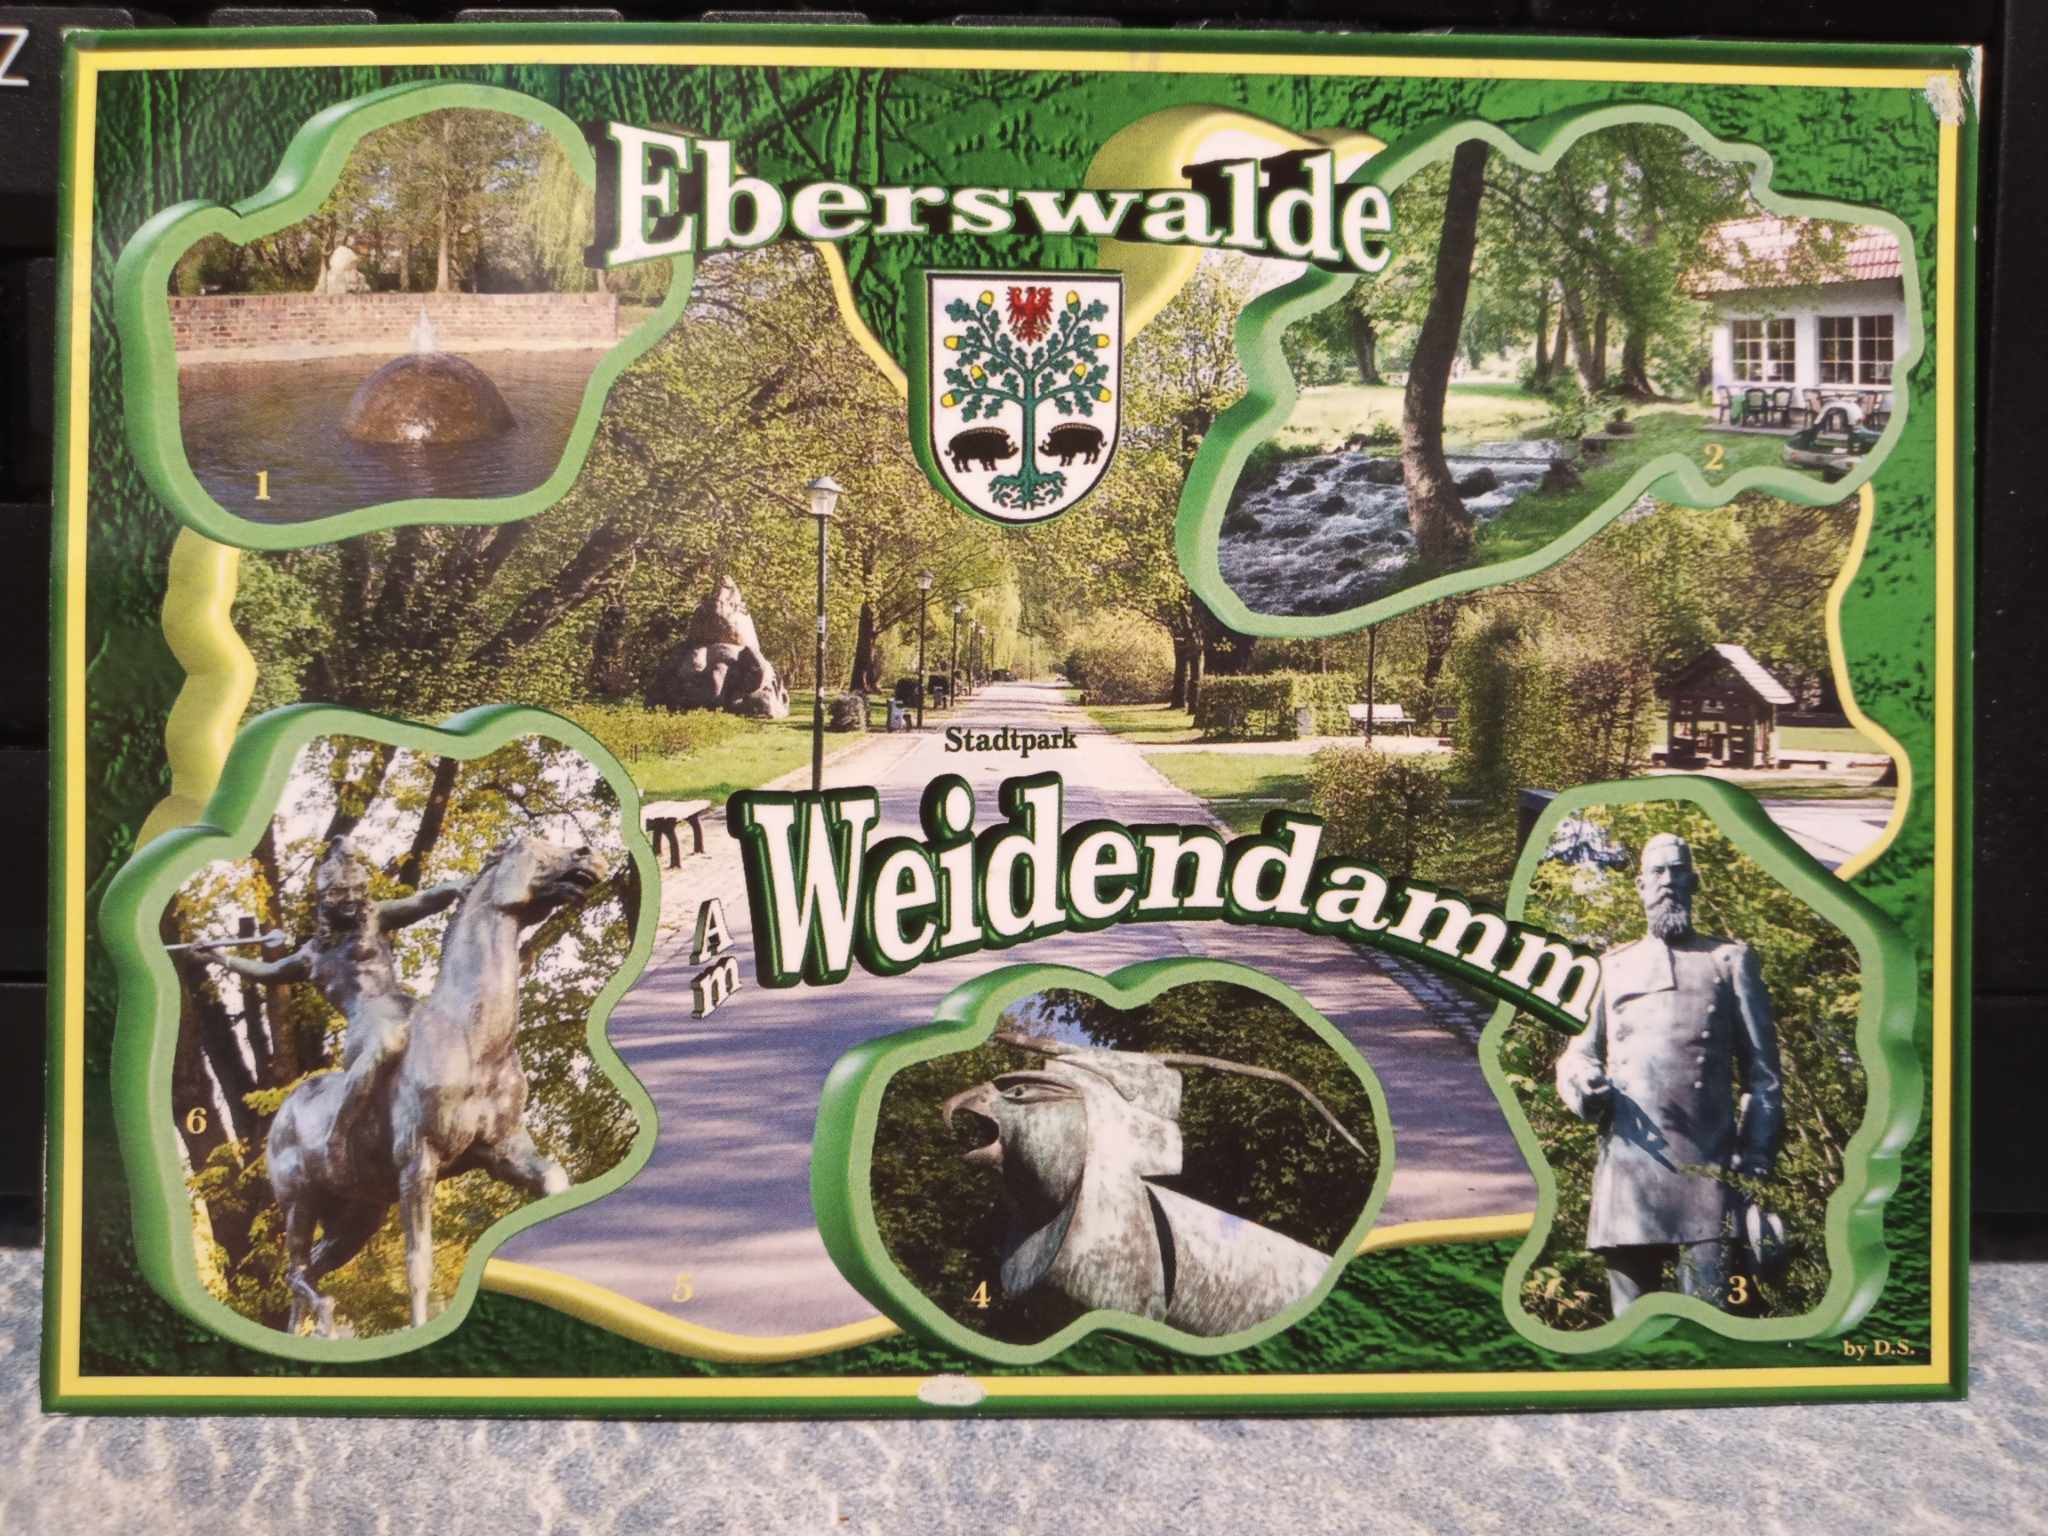 Z
Eberswalde
1
2
Stadtpark
Am Weidendamm
6
5
4
3
by D.S.